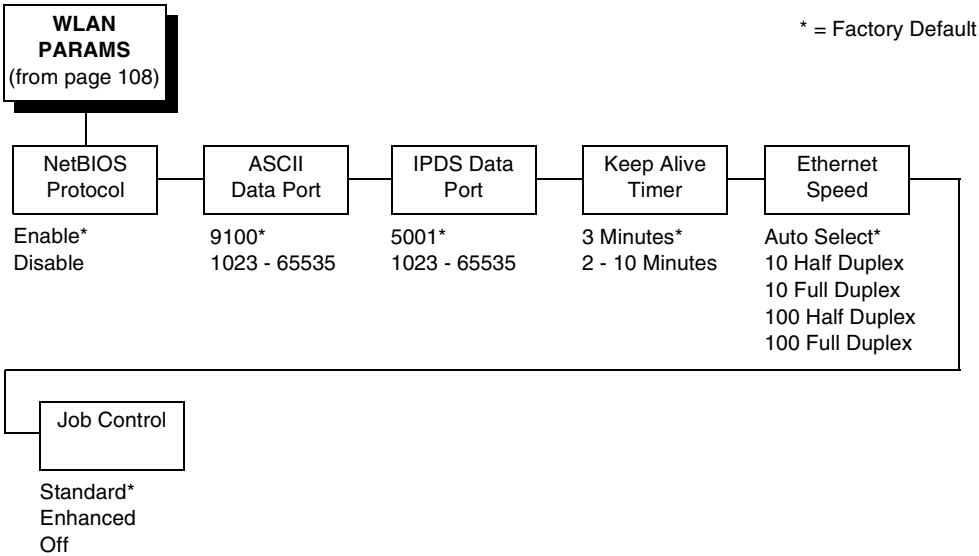 WLAN
PARAMS
(from page 108)
* = Factory Default
NetBIOS
Protocol
Enable*
Disable
ASCII
Data Port
9100*
1023 - 65535
IPDS Data
Port
5001*
1023 - 65535
Keep Alive
Timer
3 Minutes*
2 - 10 Minutes
Ethernet
Speed
Auto Select*
10 Half Duplex
10 Full Duplex
100 Half Duplex
100 Full Duplex
Job Control
Standard*
Enhanced
Off